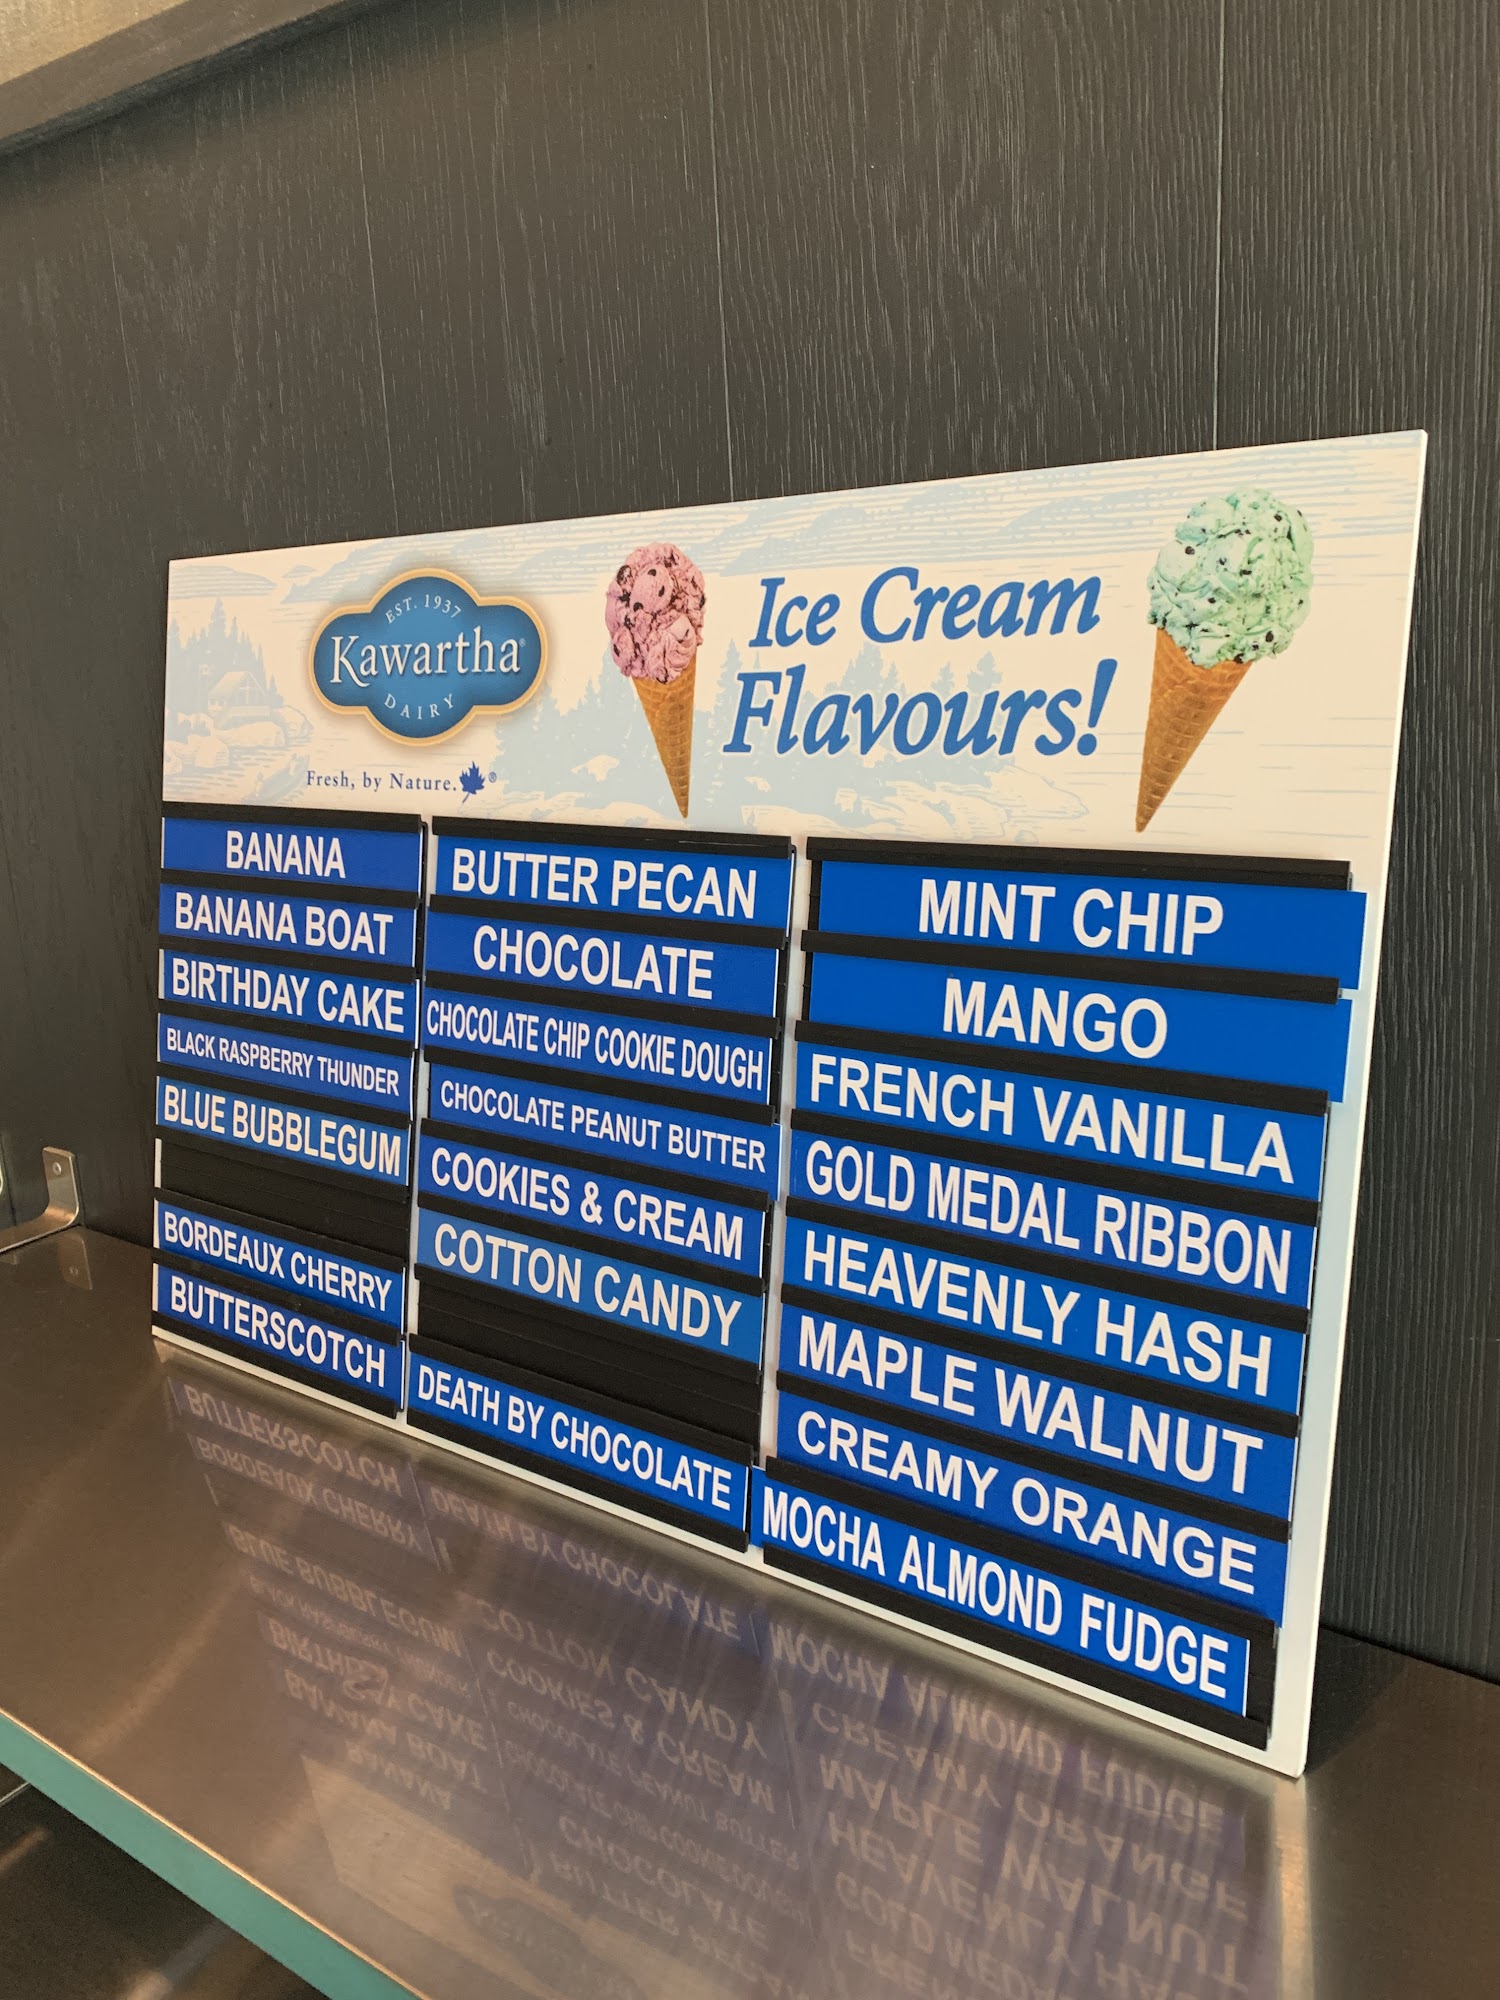 EST. 1937
Kawartha®
DAIRY
Fresh, by Nature.®
Ice Cream
Flavours!
BANANA
BANANA BOAT
BIRTHDAY CAKE
BLACK RASPBERRY THUNDER
BLUE BUBBLEGUM
BORDEAUX CHERRY
BUTTERSCOTCH
BUTTER PECAN
CHOCOLATE
CHOCOLATE CHIP COOKIE DOUGH
CHOCOLATE PEANUT BUTTER
COOKIES & CREAM
COTTON CANDY
DEATH BY CHOCOLATE
MINT CHIP
MANGO
FRENCH VANILLA
GOLD MEDAL RIBBON
HEAVENLY HASH
MAPLE WALNUT
CREAMY ORANGE
MOCHA ALMOND FUDGE